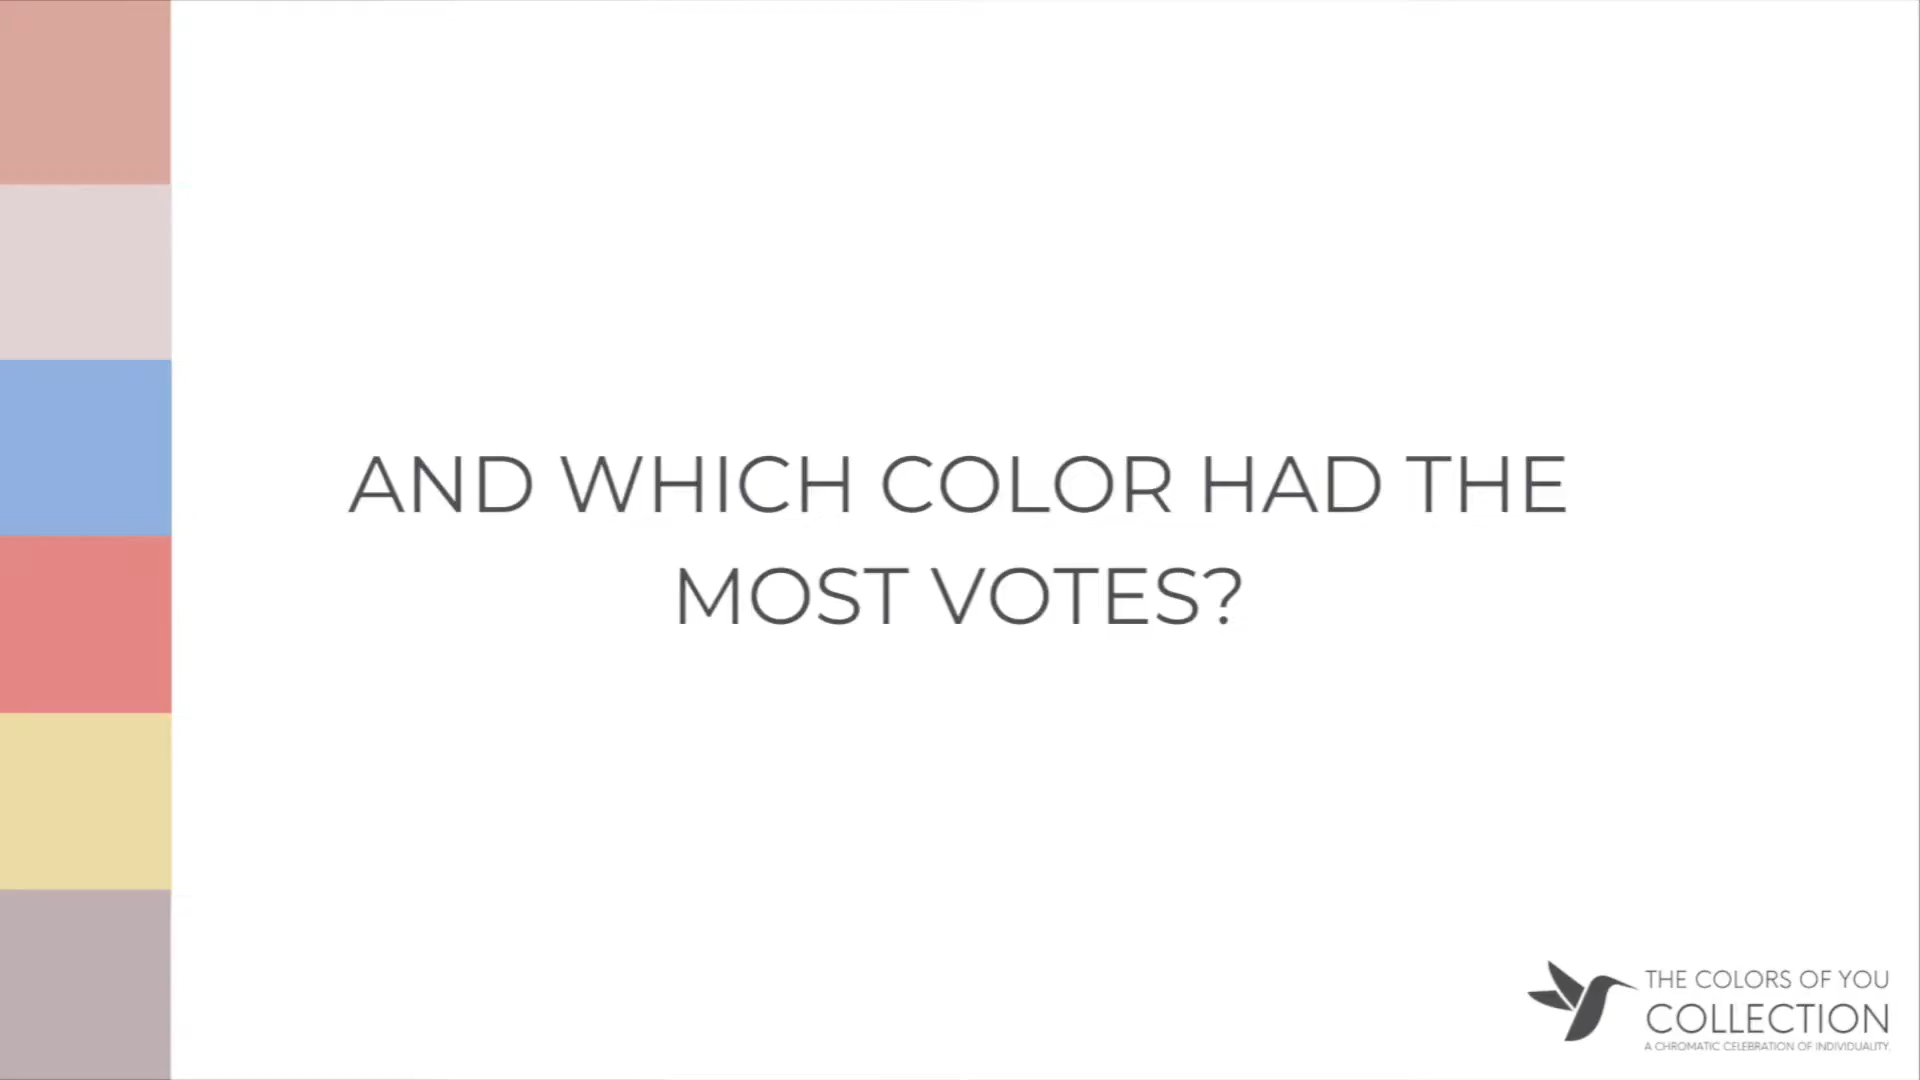 AND WHICH COLOR HAD THE
MOST VOTES?
THE COLORS OF YOU
COLLECTION
A CHROMATIC CELEBRATION OF INDIVIDUALITY.